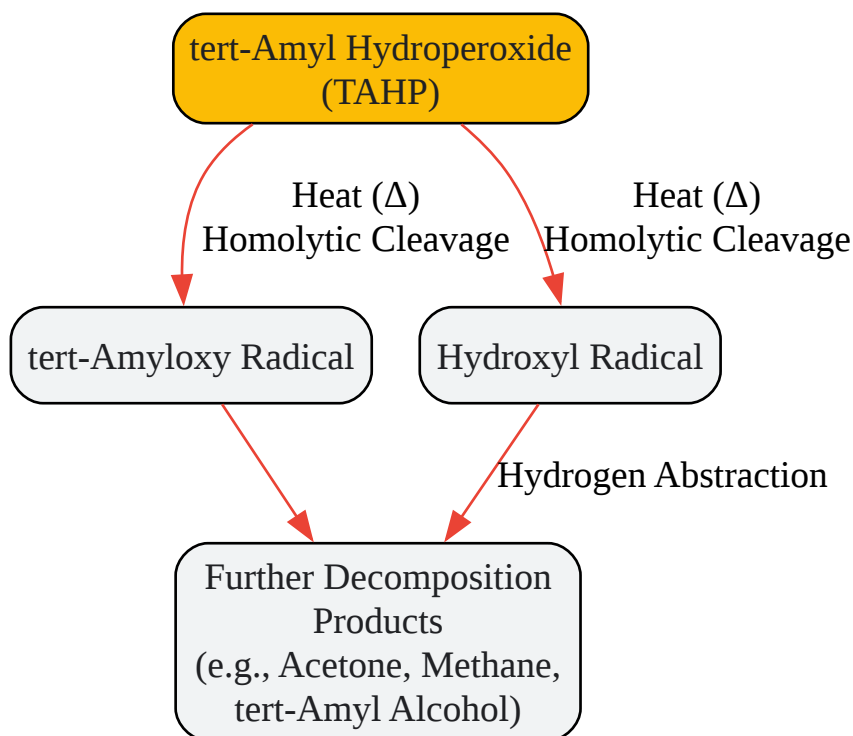 tert-Amyl Hydroperoxide
(TAHP)
Heat (Δ)
Homolytic Cleavage
Heat (Δ)
Homolytic Cleavage
tert-Amyloxy Radical
Hydroxyl Radical
Hydrogen Abstraction
Further Decomposition
Products
(e.g., Acetone, Methane,
tert-Amyl Alcohol)